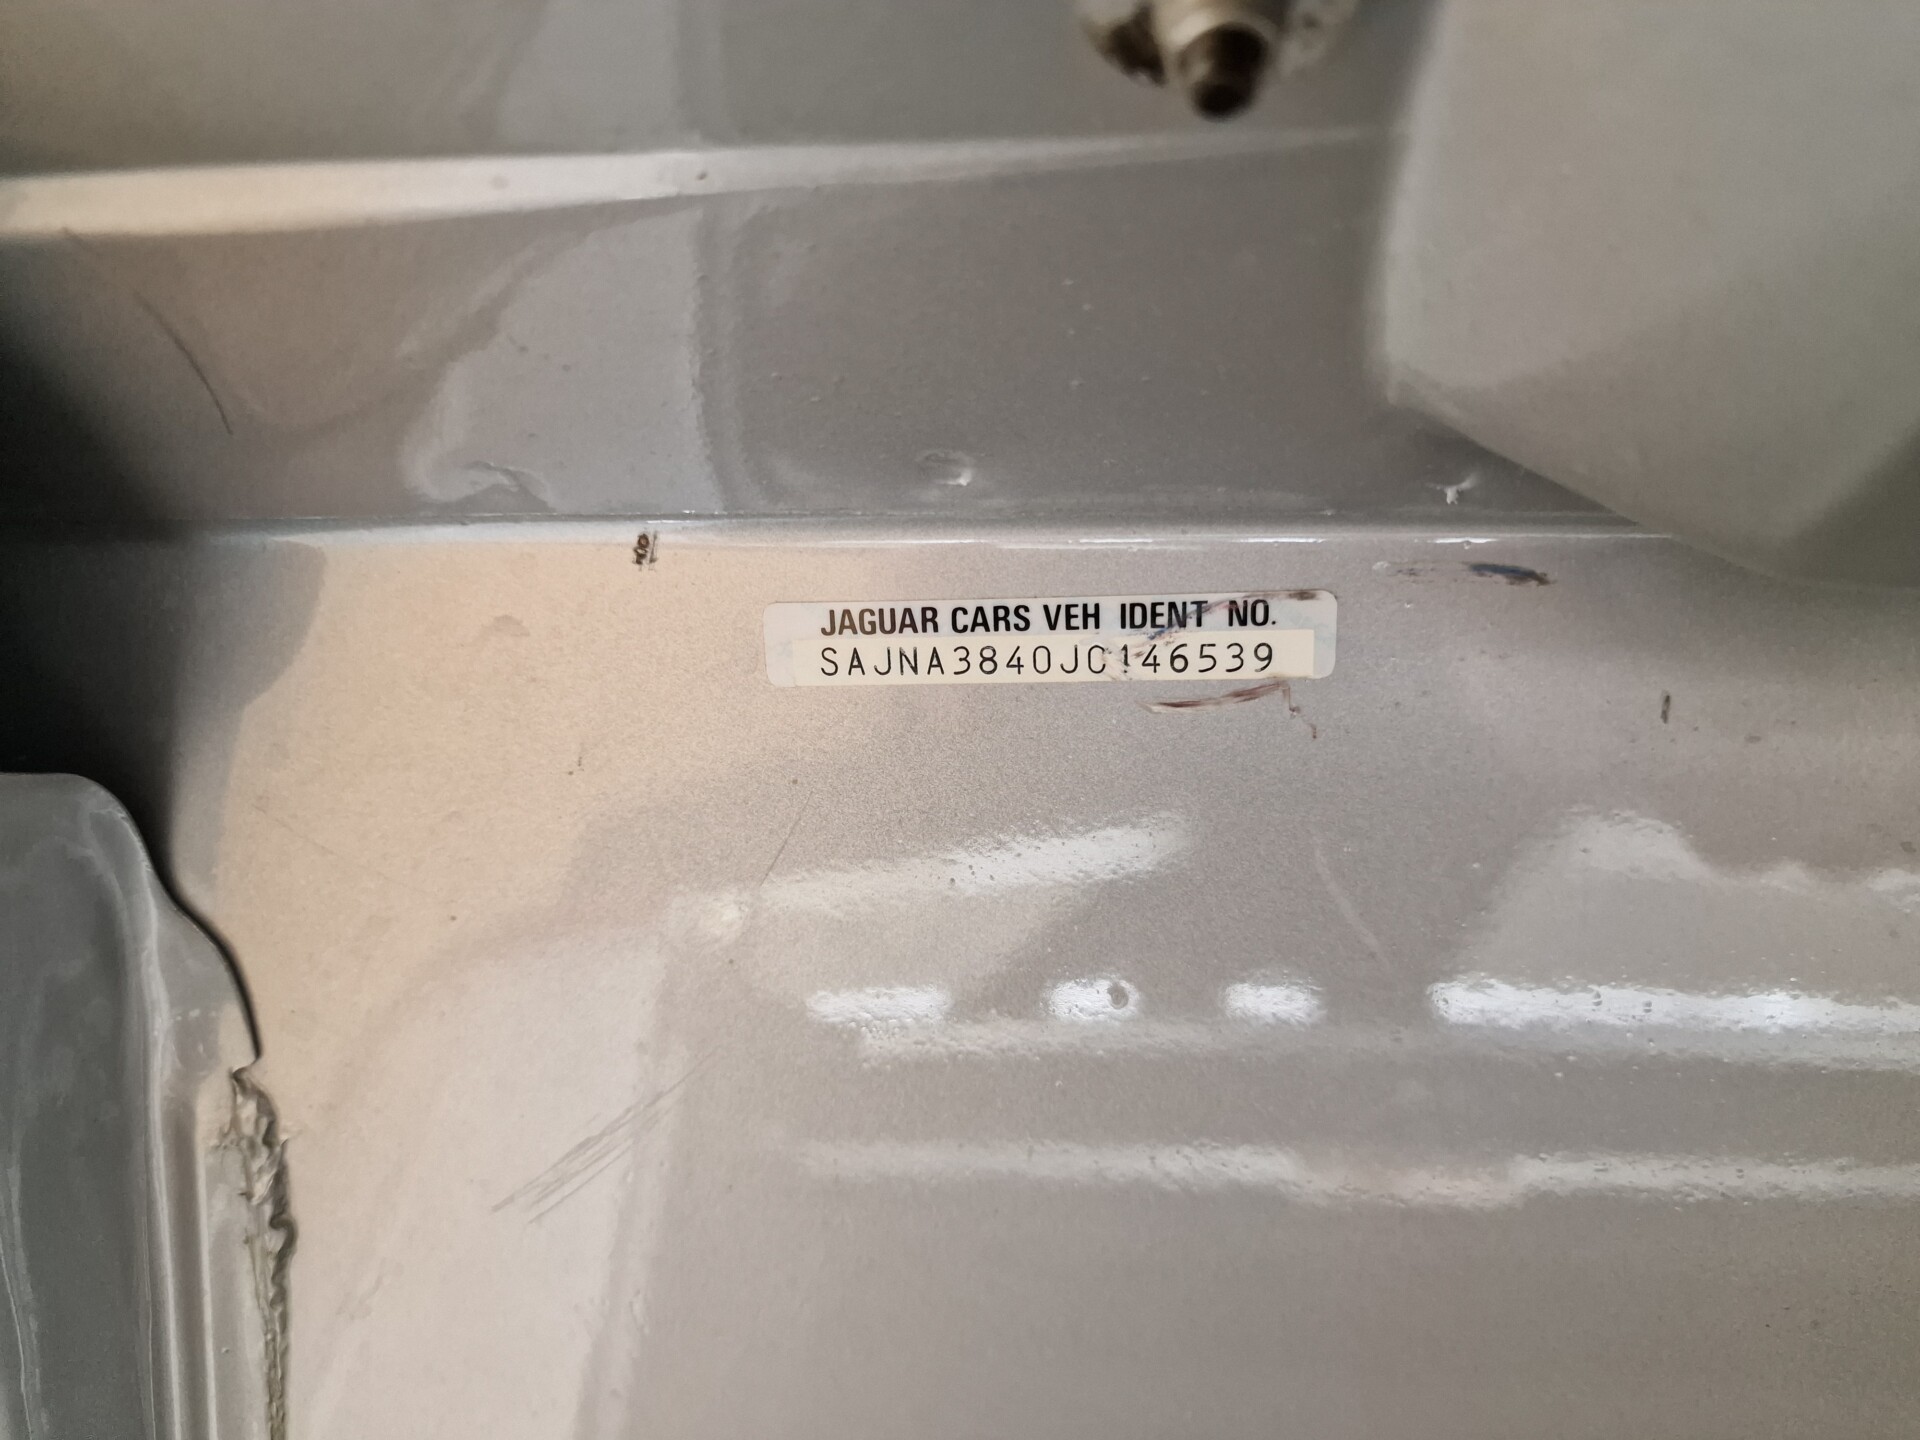 JAGUAR CARS VEH IDENT NO.
SAJNA3840JC146539